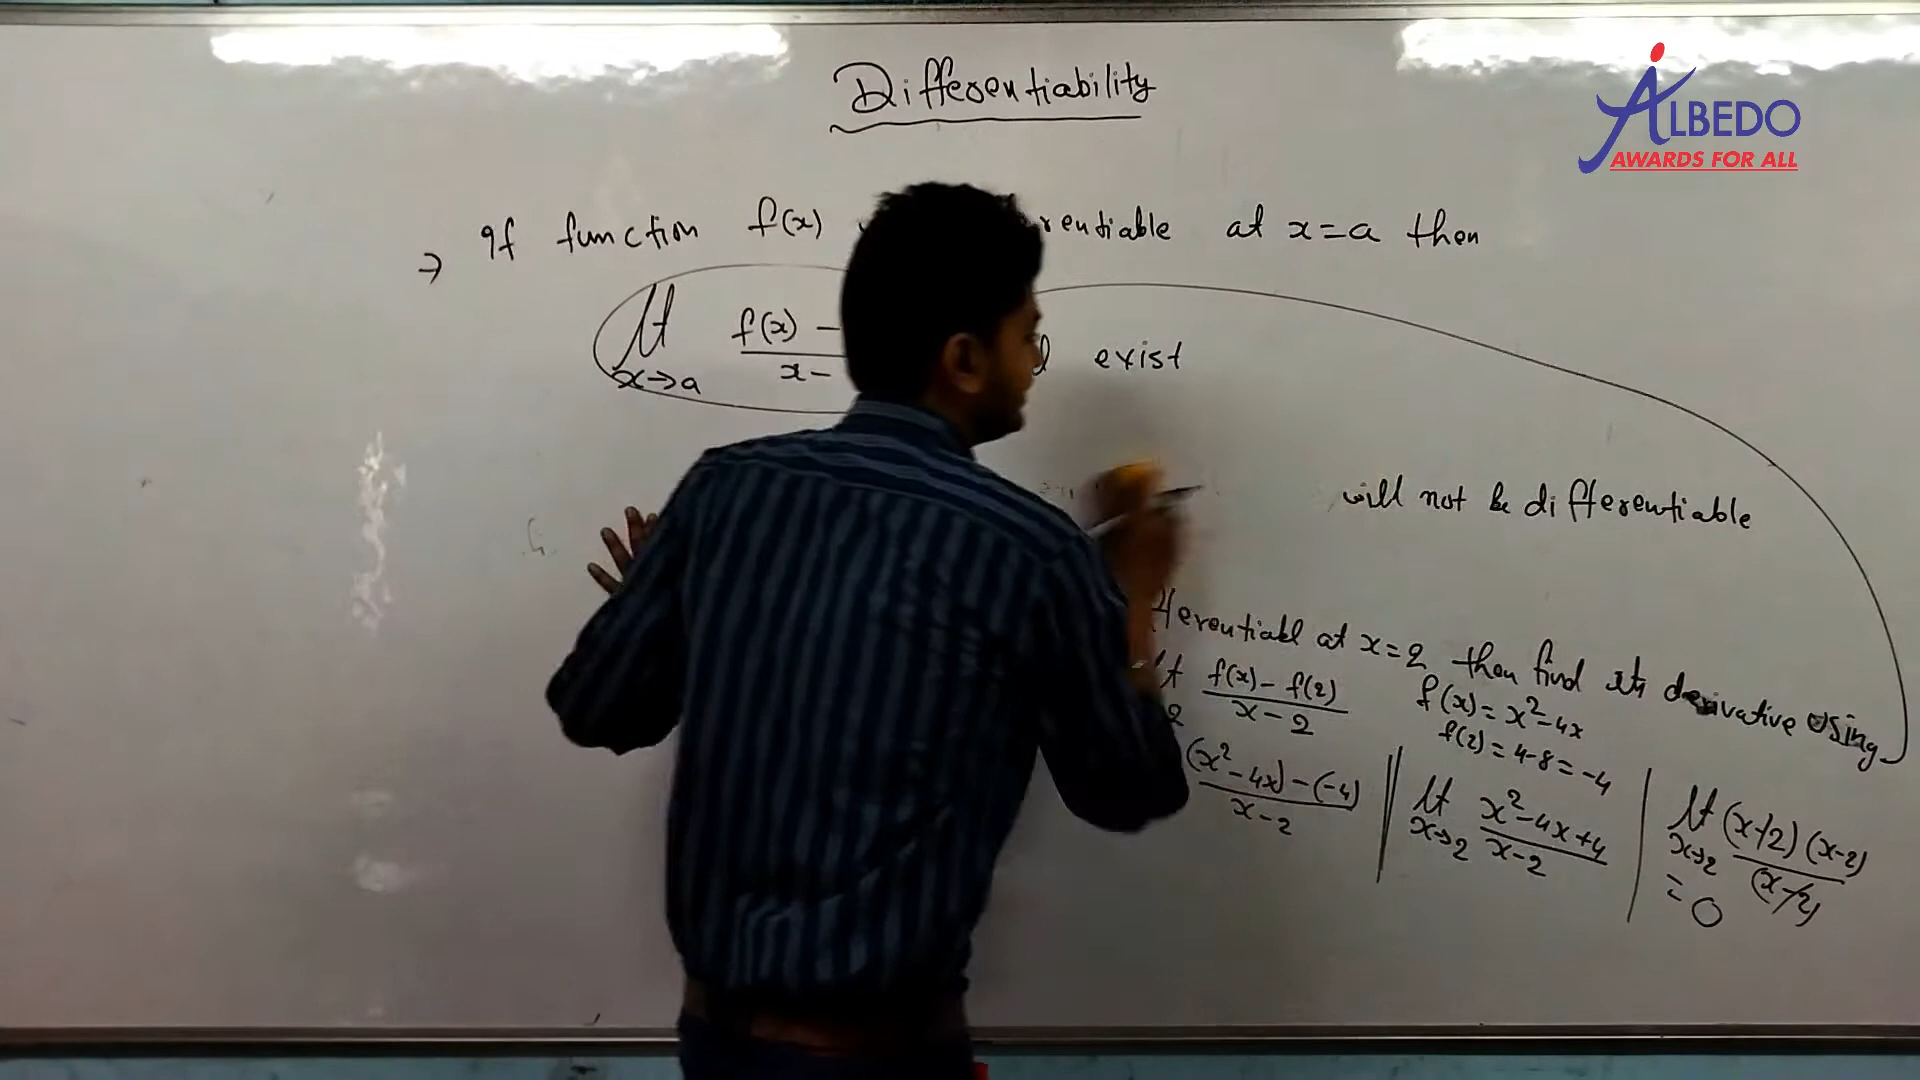 Differentiability
ALBEDO
AWARDS FOR ALL
→ If function f(x) rentiable at x=a then
lt x→a f(x) − / x − exist
will not be differentiable
fferentiabl at x=2 then find its derivative using
lt 2 f(x) − f(2) / x − 2
f(x) = x² − 4x
f(2) = 4 − 8 = −4
(x² − 4x) − (−4) / x − 2
lt x→2 x² − 4x + 4 / x − 2
lt x→2 (x − 2) (x − 2) / (x − 2)
= 0